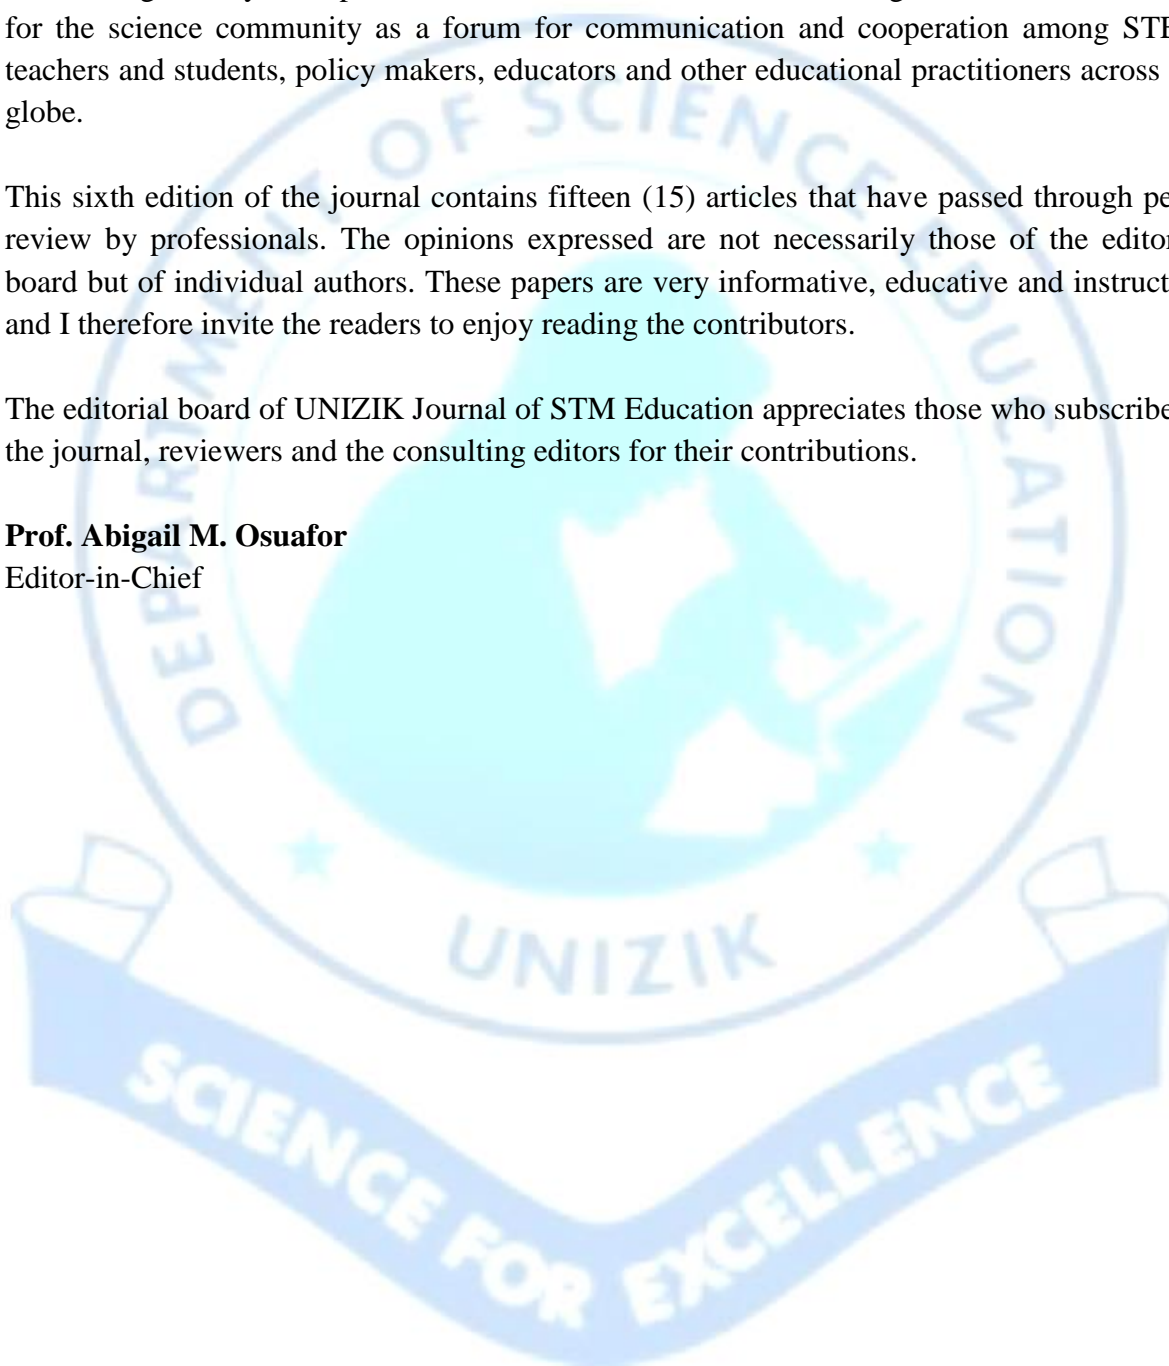 for the science community as a forum for communication and cooperation among STE
teachers and students, policy makers, educators and other educational practitioners across
globe.
This sixth edition of the journal contains fifteen (15) articles that have passed through pe
review by professionals. The opinions expressed are not necessarily those of the editor
board but of individual authors. These papers are very informative, educative and instruct
and I therefore invite the readers to enjoy reading the contributors.
The editorial board of UNIZIK Journal of STM Education appreciates those who subscribe
the journal, reviewers and the consulting editors for their contributions.
Prof. Abigail M. Osuafor
Editor-in-Chief
DEPARTMENT OF SCIENCE EDUCATION
UNIZIK
SCIENCE FOR EXCELLENCE